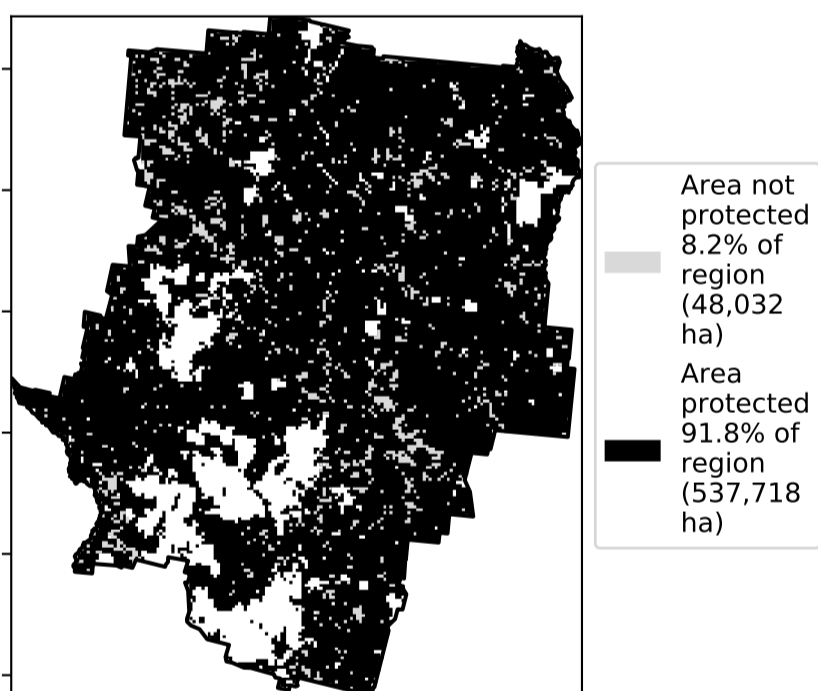 Area not
protected
8.2% of
region
(48,032
ha)
Area
protected
91.8% of
region
(537,718
ha)